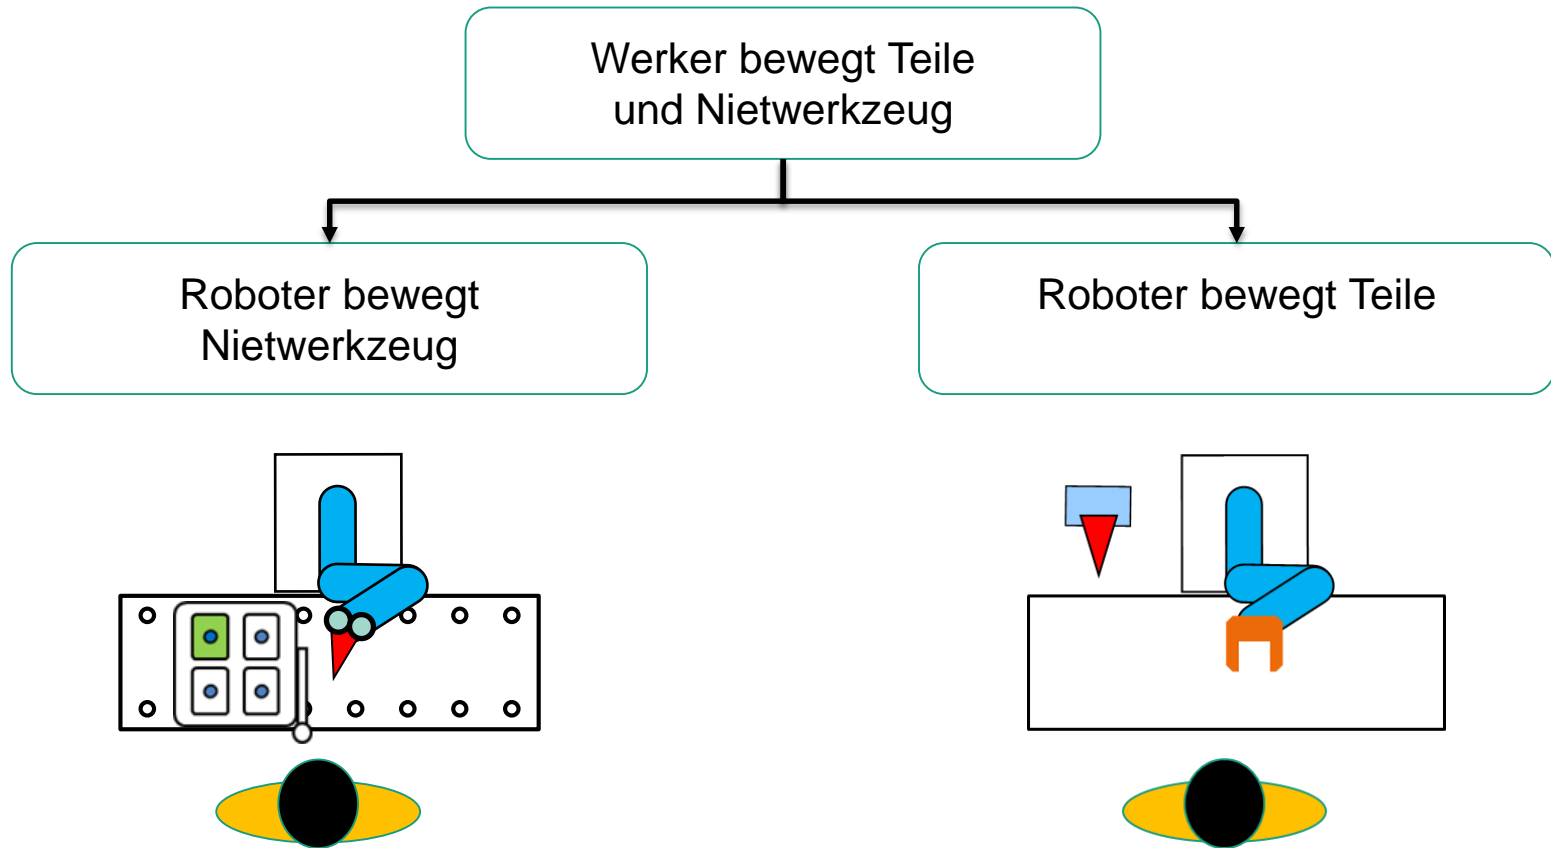 Werker bewegt Teile
und Nietwerkzeug
Roboter bewegt
Nietwerkzeug
Roboter bewegt Teile